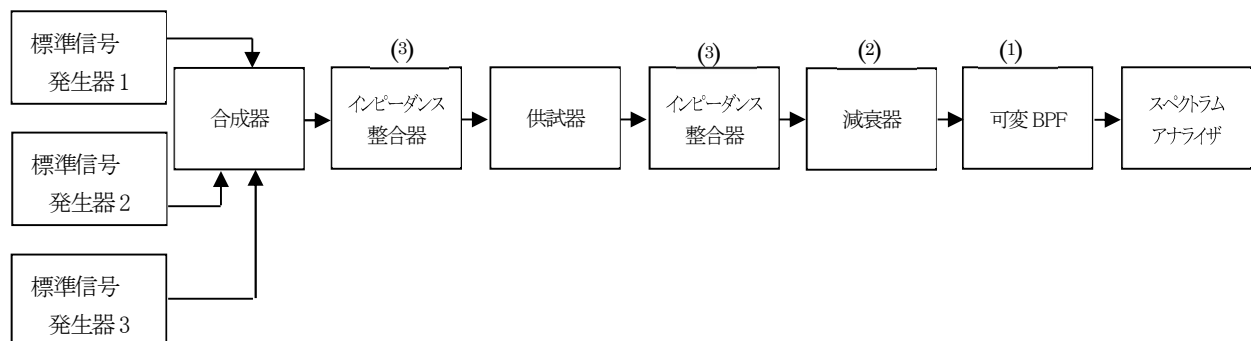 標準信号
発生器1
標準信号
発生器2
標準信号
発生器3
合成器
(3)
インピーダンス
整合器
供試器
(3)
インピーダンス
整合器
(2)
減衰器
(1)
可変BPF
スペクトラム
アナライザ